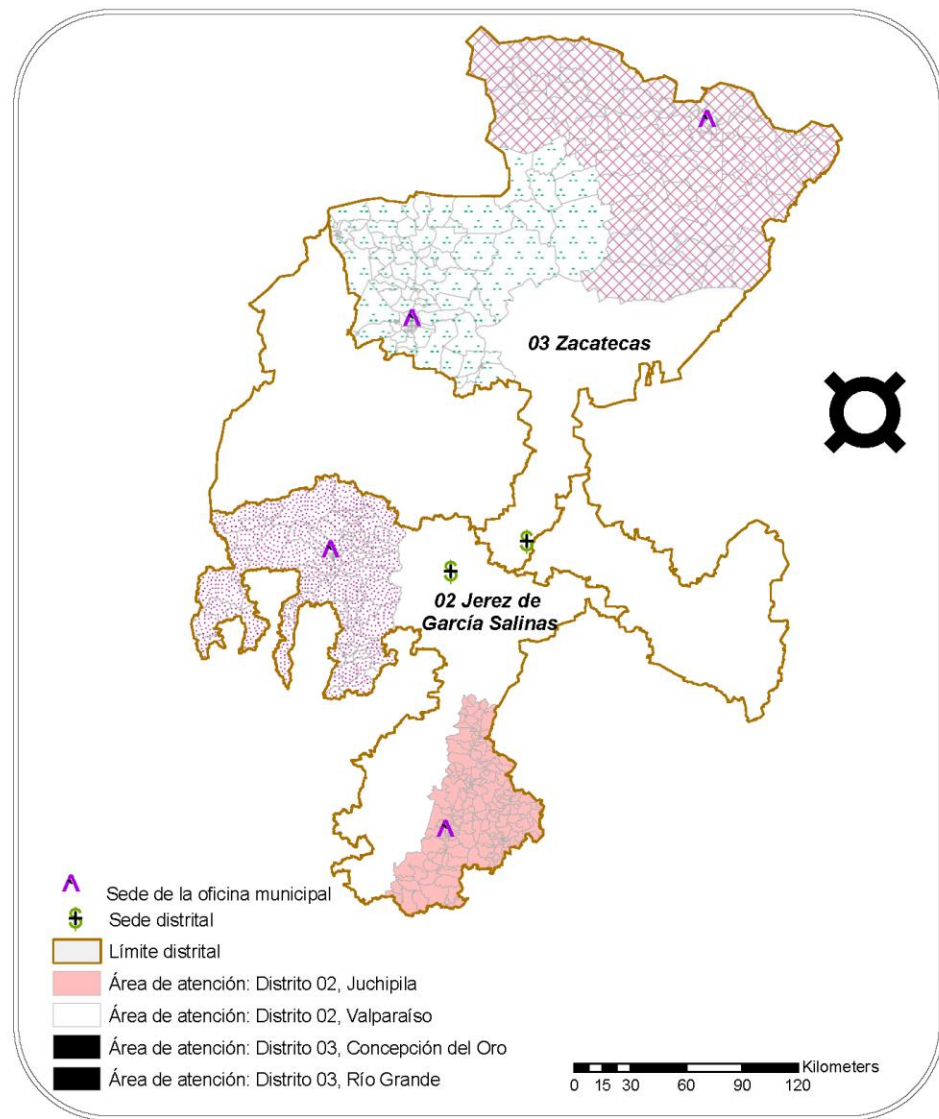 03 Zacatecas
02 Jerez de
García Salinas
Sede de la oficina municipal
Sede distrital
Límite distrital
Área de atención: Distrito 02, Juchipila
Área de atención: Distrito 02, Valparaíso
Área de atención: Distrito 03, Concepción del Oro
Área de atención: Distrito 03, Río Grande
Kilometers
0 15 30 60 90 120